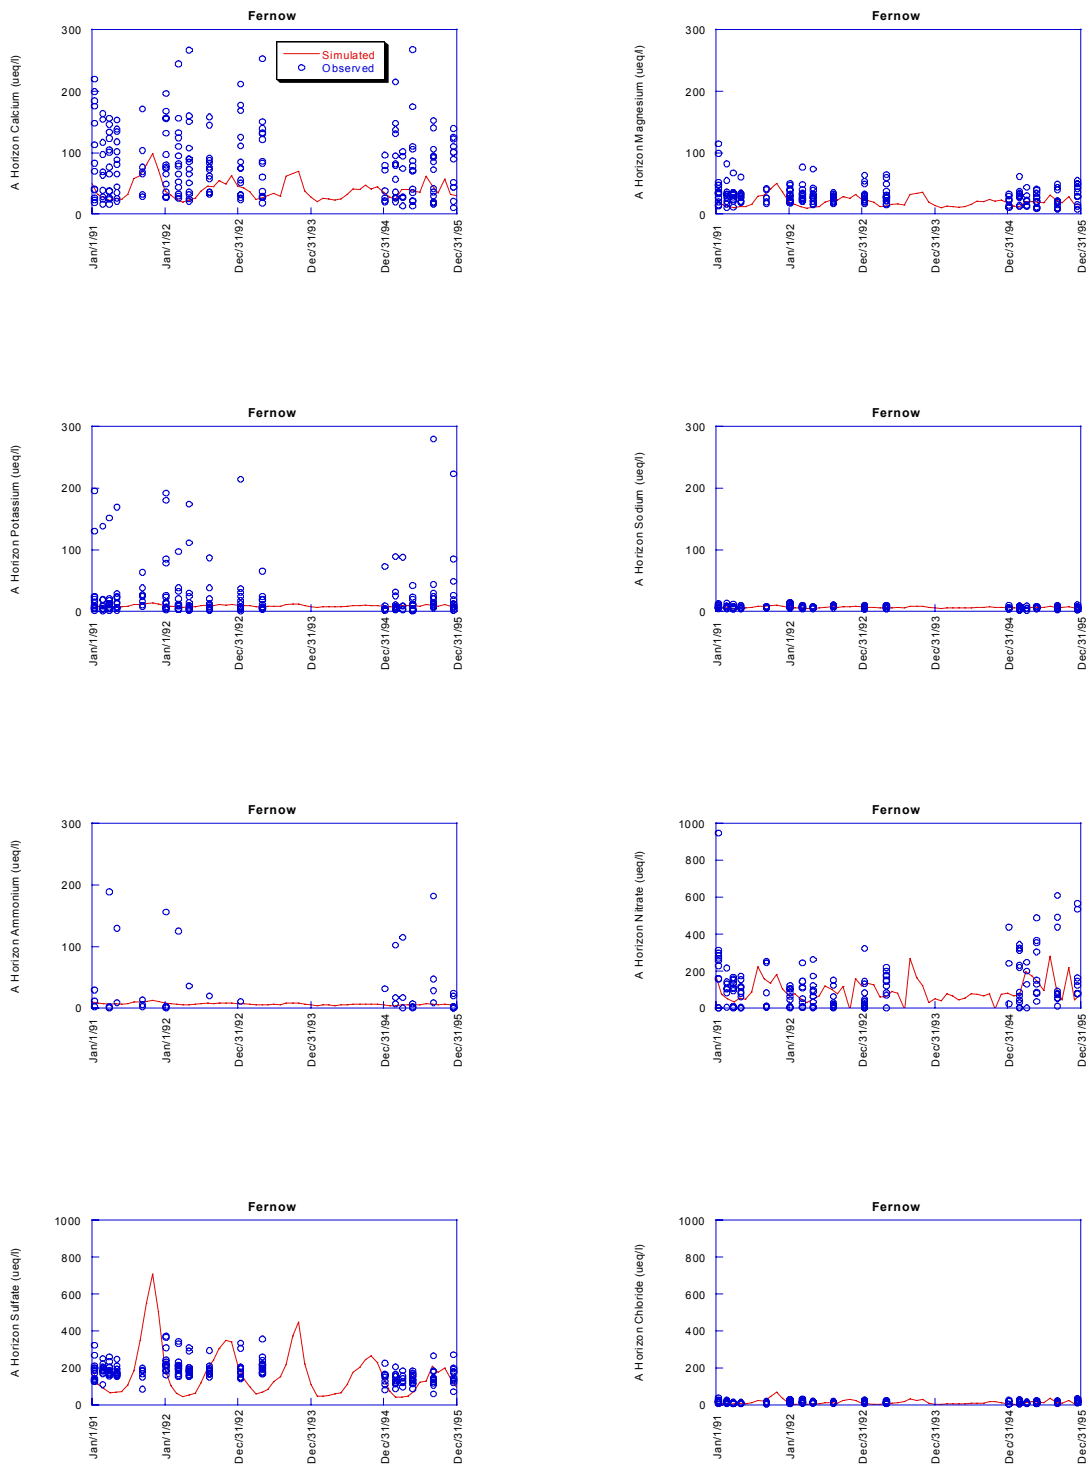 Fernow
A Horizon Calcium (ueq/l)
300
200
100
0
Simulated
Observed
Jan/1/91
Jan/1/92
Dec/31/92
Dec/31/93
Dec/31/94
Dec/31/95
Fernow
A Horizon Magnesium (ueq/l)
300
200
100
0
Jan/1/91
Jan/1/92
Dec/31/92
Dec/31/93
Dec/31/94
Dec/31/95
Fernow
A Horizon Potassium (ueq/l)
300
200
100
0
Jan/1/91
Jan/1/92
Dec/31/92
Dec/31/93
Dec/31/94
Dec/31/95
Fernow
A Horizon Sodium (ueq/l)
300
200
100
0
Jan/1/91
Jan/1/92
Dec/31/92
Dec/31/93
Dec/31/94
Dec/31/95
Fernow
A Horizon Ammonium (ueq/l)
300
200
100
0
Jan/1/91
Jan/1/92
Dec/31/92
Dec/31/93
Dec/31/94
Dec/31/95
Fernow
A Horizon Nitrate (ueq/l)
1000
800
600
400
200
0
Jan/1/91
Jan/1/92
Dec/31/92
Dec/31/93
Dec/31/94
Dec/31/95
Fernow
A Horizon Sulfate (ueq/l)
1000
800
600
400
200
0
Jan/1/91
Jan/1/92
Dec/31/92
Dec/31/93
Dec/31/94
Dec/31/95
Fernow
A Horizon Chloride (ueq/l)
1000
800
600
400
200
0
Jan/1/91
Jan/1/92
Dec/31/92
Dec/31/93
Dec/31/94
Dec/31/95